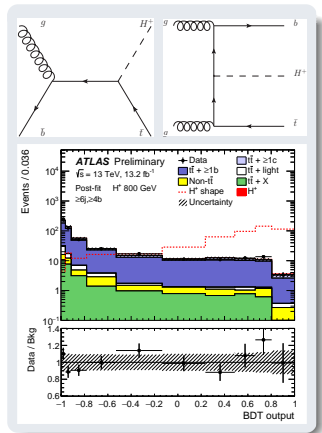 g
H⁺
b̄
t̄
g
b
H⁺
g
t̄
ATLAS Preliminary
√s = 13 TeV, 13.2 fb⁻¹
Post-fit H⁺ 800 GeV
≥6j,≥4b
Data
tt̄ + ≥1c
tt̄ + ≥1b
tt̄ + light
Non-tt̄
tt̄ + X
H⁺ shape
H⁺
Uncertainty
Events / 0.036
10⁴
10³
10²
10
1
10⁻¹
Data / Bkg
1.4
1.2
1
0.8
0.6
−1 −0.8 −0.6 −0.4 −0.2 0 0.2 0.4 0.6 0.8 1
BDT output